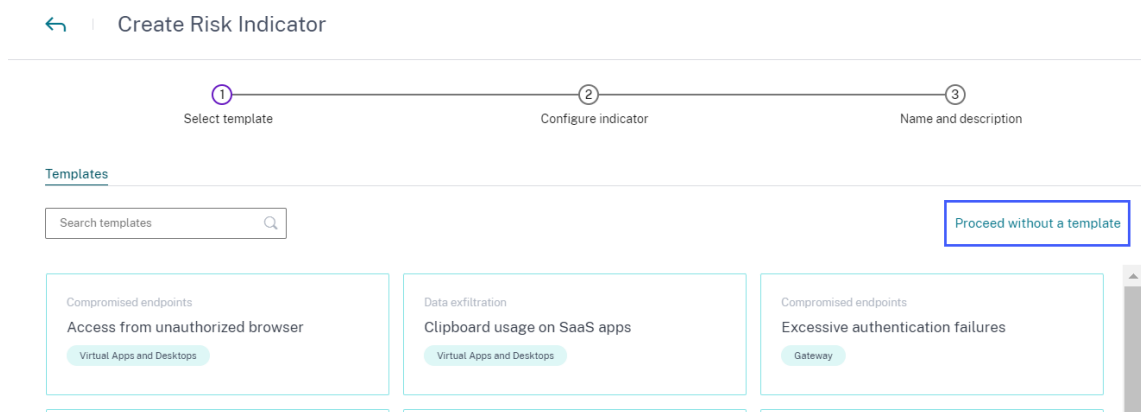 Create Risk Indicator
1
2
3
Select template
Configure indicator
Name and description
Templates
Search templates
Proceed without a template
Compromised endpoints
Access from unauthorized browser
Virtual Apps and Desktops
Data exfiltration
Clipboard usage on SaaS apps
Virtual Apps and Desktops
Compromised endpoints
Excessive authentication failures
Gateway